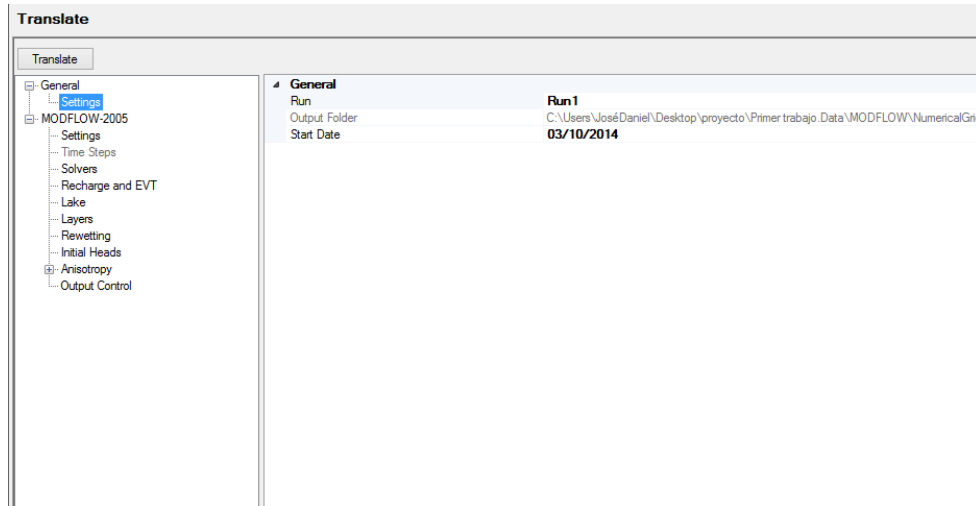 Translate
Translate
General
Settings
MODFLOW-2005
Settings
Time Steps
Solvers
Recharge and EVT
Lake
Layers
Rewetting
Initial Heads
Anisotropy
Output Control
General
Run Run1
Output Folder C:\Users\JoséDaniel\Desktop\proyecto\Primer trabajo.Data\MODFLOW\NumericalGri
Start Date 03/10/2014